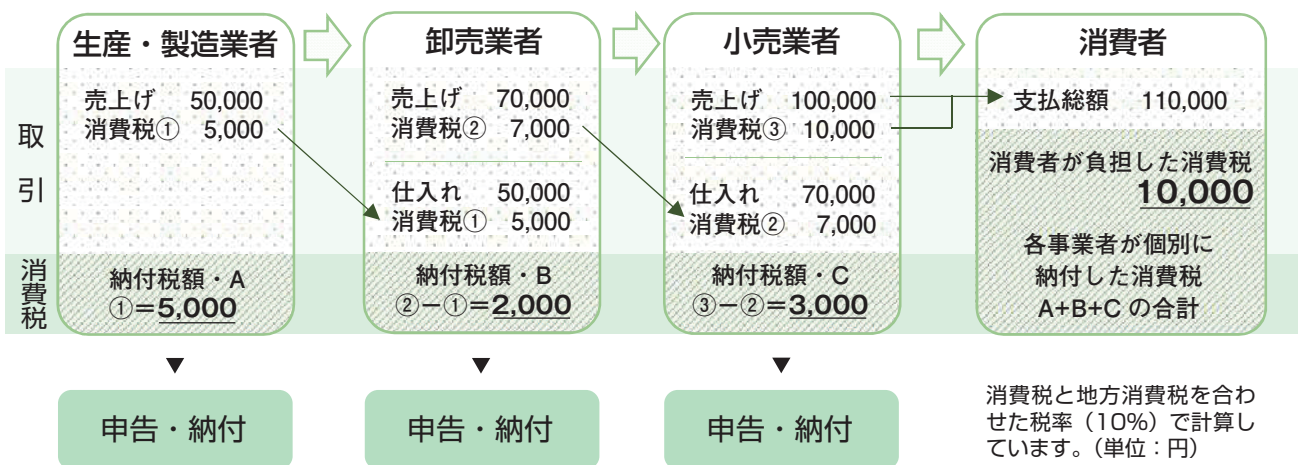 生産・製造業者
売上げ 50,000
消費税① 5,000
納付税額・A
①＝5,000
申告・納付
卸売業者
売上げ 70,000
消費税② 7,000
仕入れ 50,000
消費税① 5,000
納付税額・B
②－①＝2,000
申告・納付
小売業者
売上げ 100,000
消費税③ 10,000
仕入れ 70,000
消費税② 7,000
納付税額・C
③－②＝3,000
申告・納付
消費者
支払総額 110,000
消費者が負担した消費税
10,000
各事業者が個別に
納付した消費税
A+B+C の合計
取引
消費税
消費税と地方消費税を合わ
せた税率（10%）で計算し
ています。（単位：円）